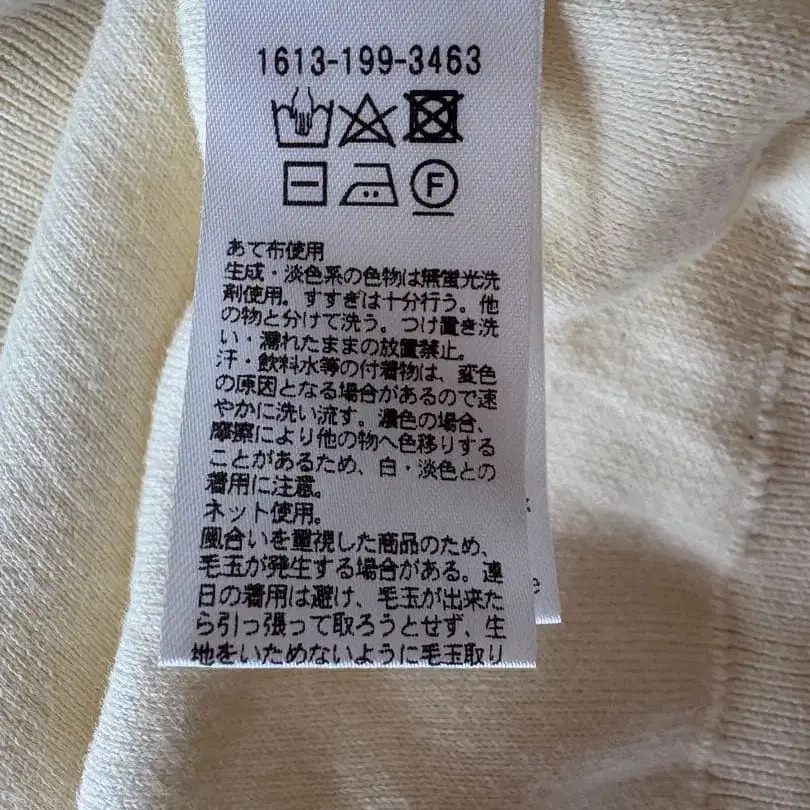 1613-199-3463
F
あて布使用
生成・淡色系の色物は無蛍光洗
剤使用。すすぎは十分行う。他
の物と分けて洗う。つけ置き洗
い・濡れたままの放置禁止。
汗・飲料水等の付着物は、変色
の原因となる場合があるので速
やかに洗い流す。濃色の場合、
摩擦により他の物へ色移りする
ことがあるため、白・淡色との
着用に注意。
ネット使用。
風合いを重視した商品のため、
毛玉が発生する場合がある。連
日の着用は避け、毛玉が出来た
ら引っ張って取ろうとせず、生
地をいためないように毛玉取り
e